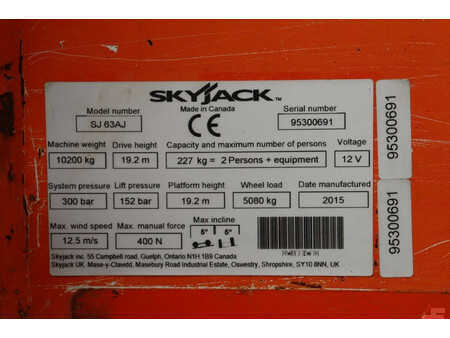 SKYJACK™
Made in Canada
CE
Model number
SJ 63AJ
Serial number
95300691
Machine weight Drive height Capacity and maximum number of persons Voltage
10200 kg 19.2 m 227 kg = 2 Persons + equipment 12 V
System pressure Lift pressure Platform height Wheel load Date manufactured
300 bar 152 bar 19.2 m 5080 kg 2015
Max. wind speed Max. manual force Max incline
12.5 m/s 400 N 5° 5°
Skyjack inc. 55 Campbell road, Guelph, Ontario N1H 1B9 Canada
Skyjack UK. Mase-y-Clawdd, Maesbury Road Industrial Estate, Oswestry, Shropshire, SY10 8NN, UK
95300691
95300691